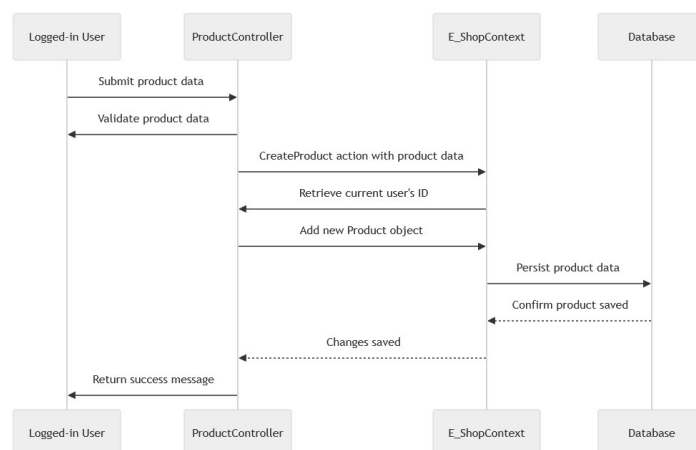 Logged-in User
ProductController
E_ShopContext
Database
Submit product data
Validate product data
CreateProduct action with product data
Retrieve current user's ID
Add new Product object
Persist product data
Confirm product saved
Changes saved
Return success message
Logged-in User
ProductController
E_ShopContext
Database